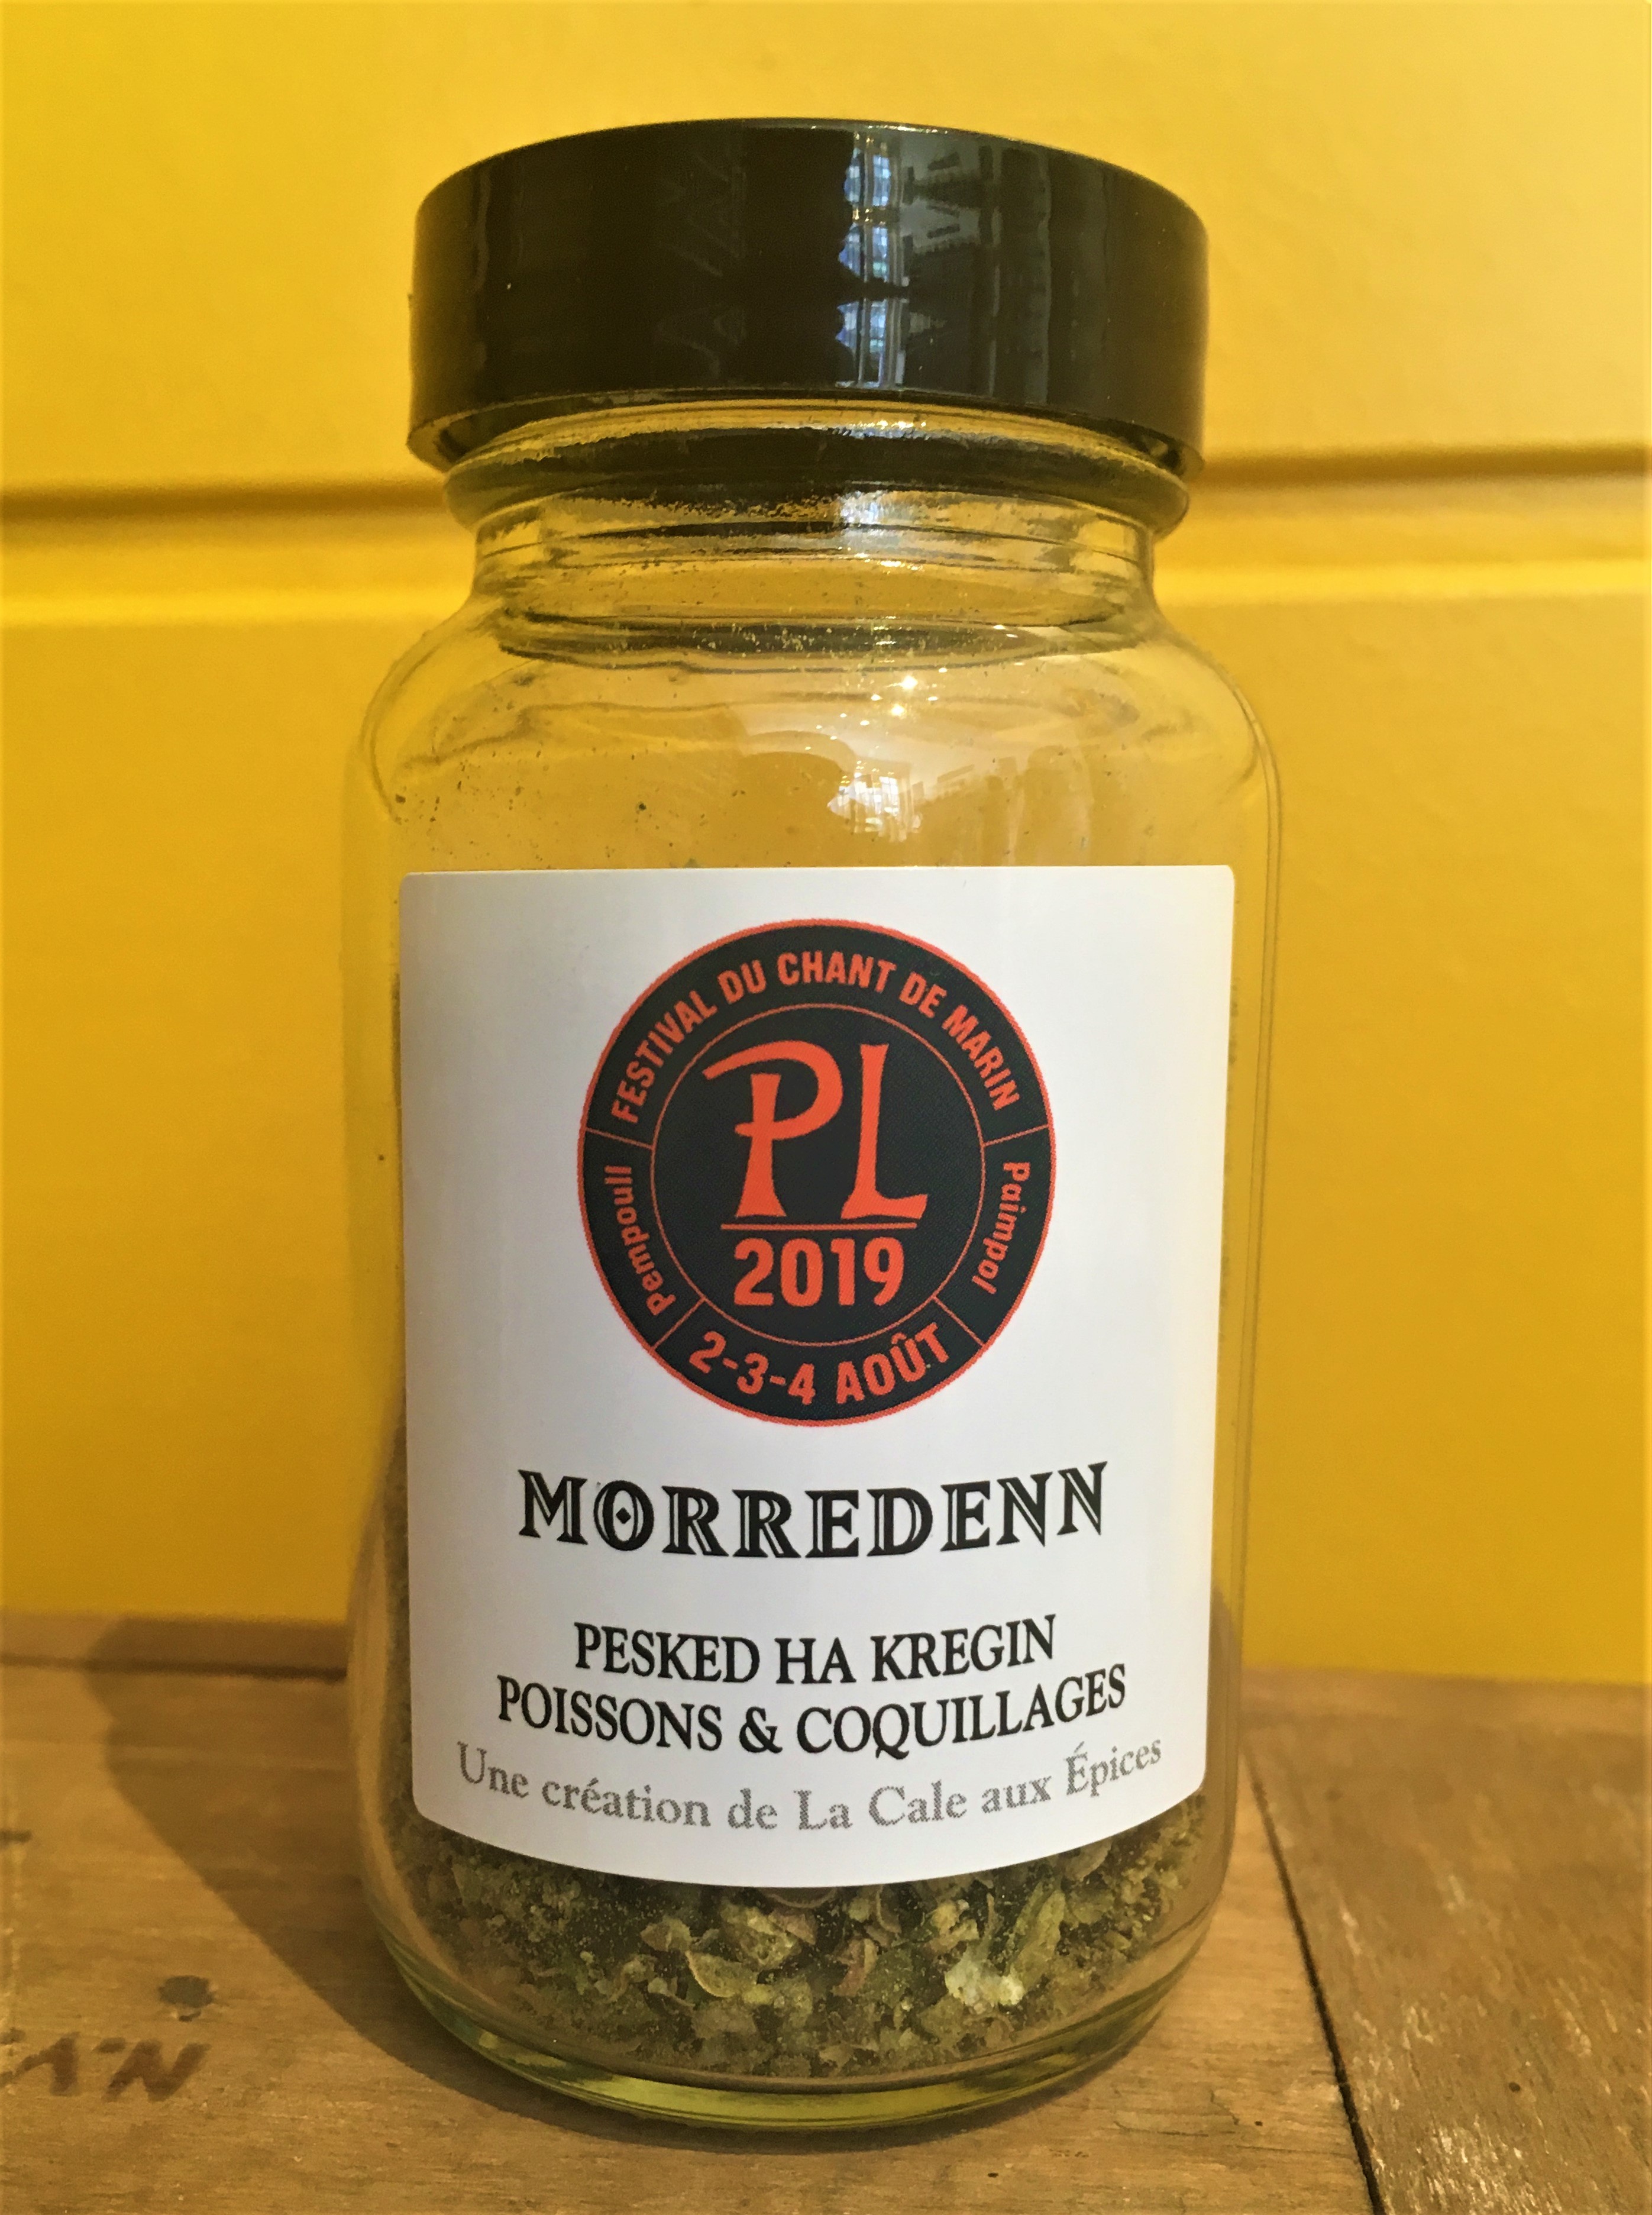 FESTIVAL DU CHANT DE MARIN
PL
2019
Pempoull
Paimpol
2-3-4 AOÛT
MORREDENN
PESKED HA KREGIN
POISSONS & COQUILLAGES
Une création de La Cale aux Épices